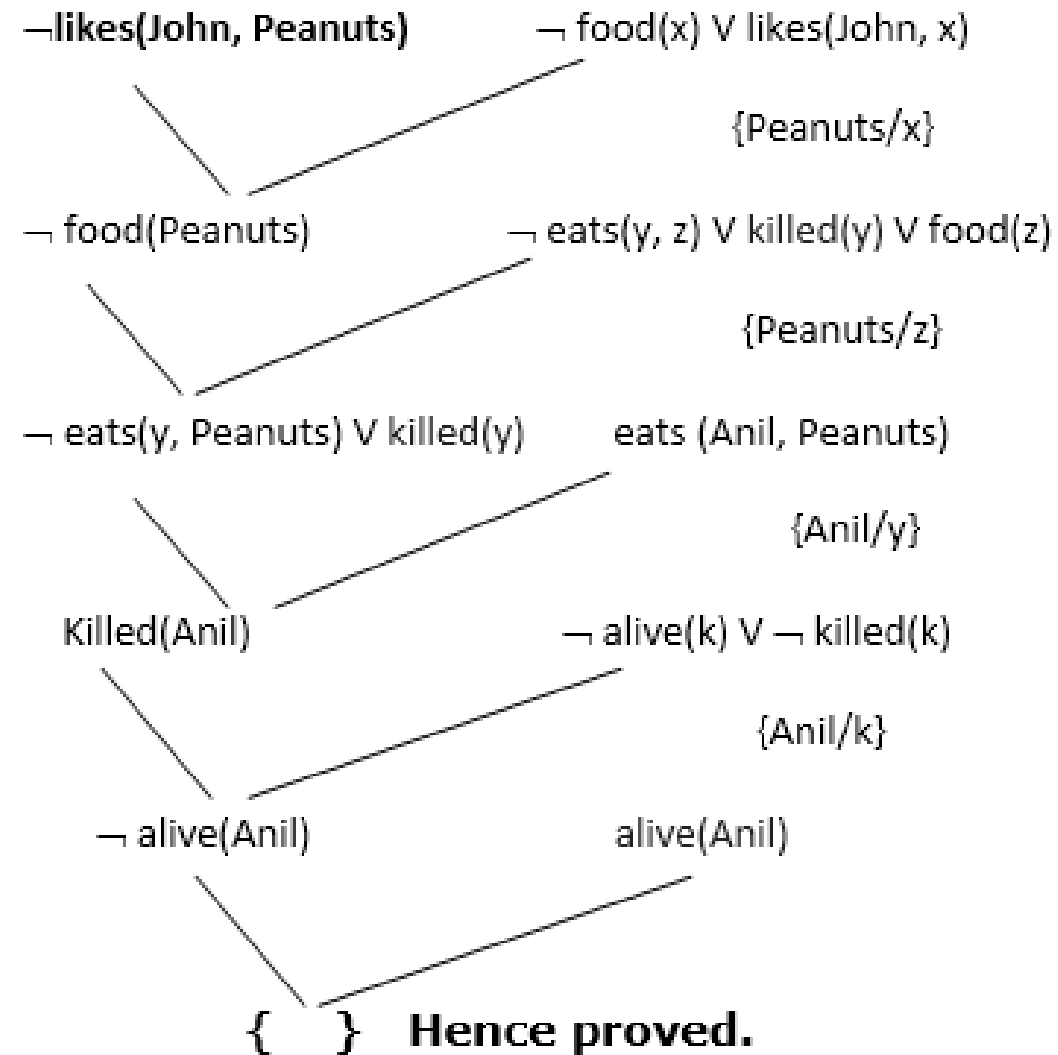 ¬likes(John, Peanuts) ¬ food(x) V likes(John, x)
{Peanuts/x}
¬ food(Peanuts) ¬ eats(y, z) V killed(y) V food(z)
{Peanuts/z}
¬ eats(y, Peanuts) V killed(y) eats (Anil, Peanuts)
{Anil/y}
Killed(Anil) ¬ alive(k) V ¬ killed(k)
{Anil/k}
¬ alive(Anil) alive(Anil)
{ } Hence proved.